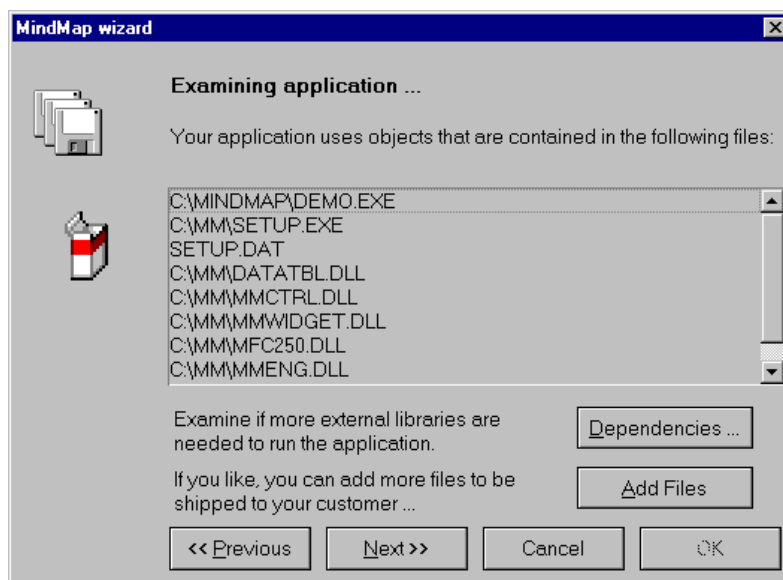 MindMap wizard
Examining application ...
Your application uses objects that are contained in the following files:
C:\MINDMAP\DEMO.EXE
C:\MM\SETUP.EXE
SETUP.DAT
C:\MM\DATATBL.DLL
C:\MM\MMCTRL.DLL
C:\MM\MMWIDGET.DLL
C:\MM\MFC250.DLL
C:\MM\MMENG.DLL
Examine if more external libraries are
needed to run the application.
Dependencies ...
If you like, you can add more files to be
shipped to your customer ...
Add Files
<< Previous
Next >>
Cancel
OK